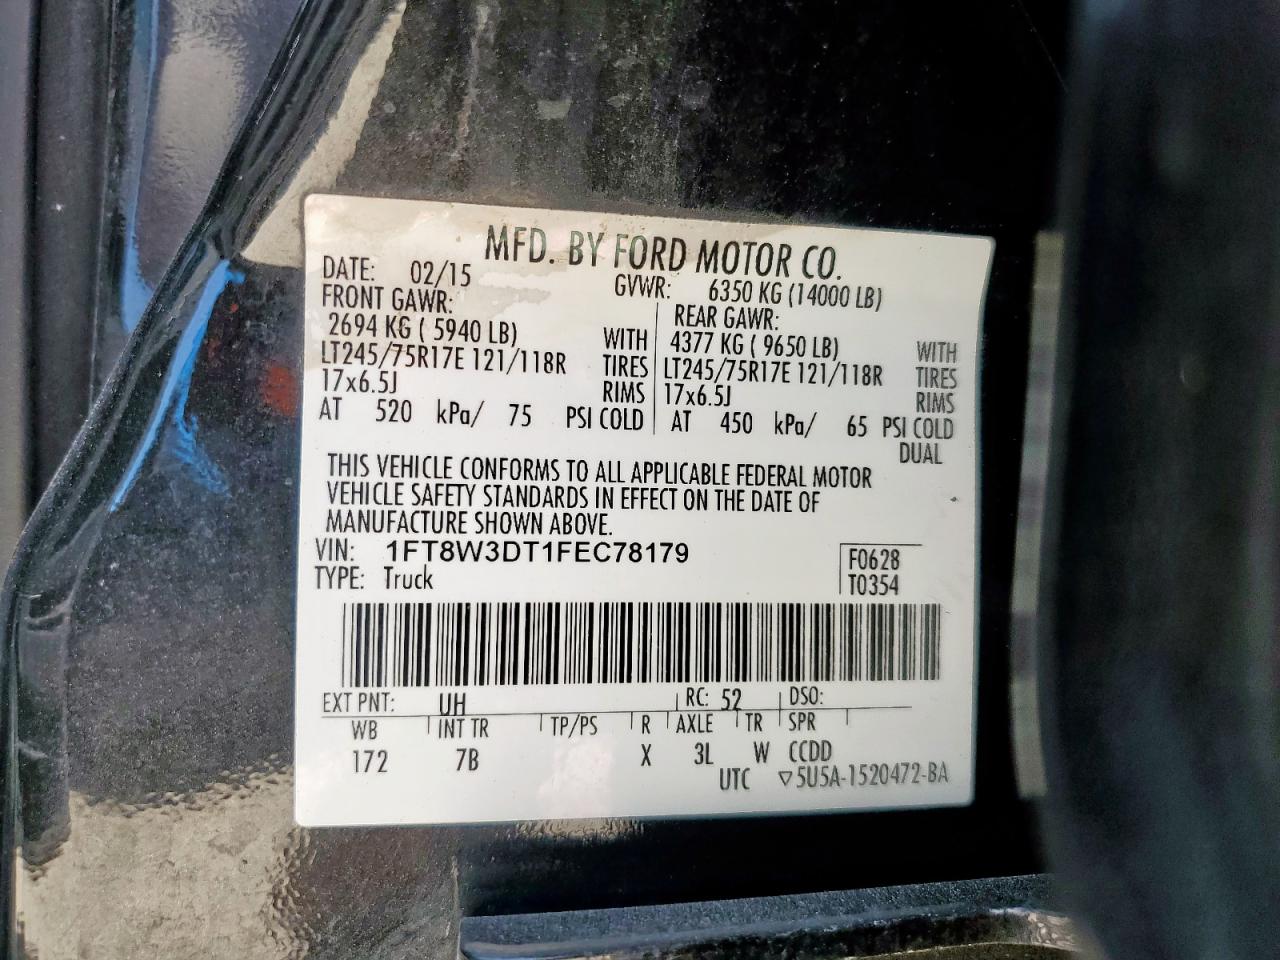 MFD. BY FORD MOTOR CO.
DATE: 02/15 GVWR: 6350 KG (14000 LB)
FRONT GAWR: REAR GAWR:
2694 KG ( 5940 LB) WITH 4377 KG ( 9650 LB) WITH
LT245/75R17E 121/118R TIRES LT245/75R17E 121/118R TIRES
17x6.5J RIMS 17x6.5J RIMS
AT 520 kPa/ 75 PSI COLD AT 450 kPa/ 65 PSI COLD
DUAL
THIS VEHICLE CONFORMS TO ALL APPLICABLE FEDERAL MOTOR
VEHICLE SAFETY STANDARDS IN EFFECT ON THE DATE OF
MANUFACTURE SHOWN ABOVE.
VIN: 1FT8W3DT1FEC78179 F0628
TYPE: Truck T0354
EXT PNT: UH RC: 52 DSO:
WB INT TR TP/PS R AXLE TR SPR
172 7B X 3L W CCDD
UTC ▽5U5A-1520472-BA